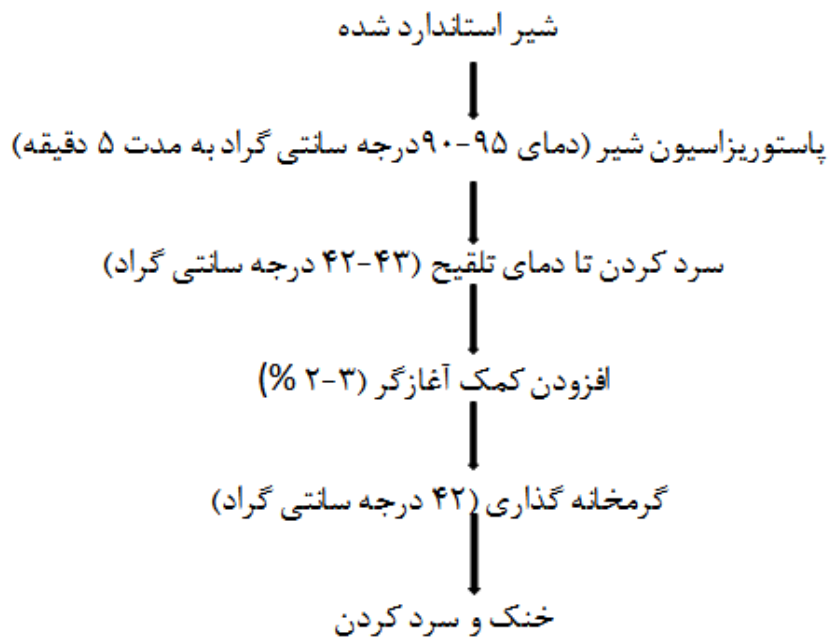 شیر استاندارد شده
پاستوریزاسیون شیر (دمای ۹۵-۹۰درجه سانتی گراد به مدت ۵ دقیقه)
سرد کردن تا دمای تلقیح (۴۳-۴۲ درجه سانتی گراد)
افزودن کمک آغازگر (۳-۲ %)
گرمخانه گذاری (۴۲ درجه سانتی گراد)
خنک و سرد کردن